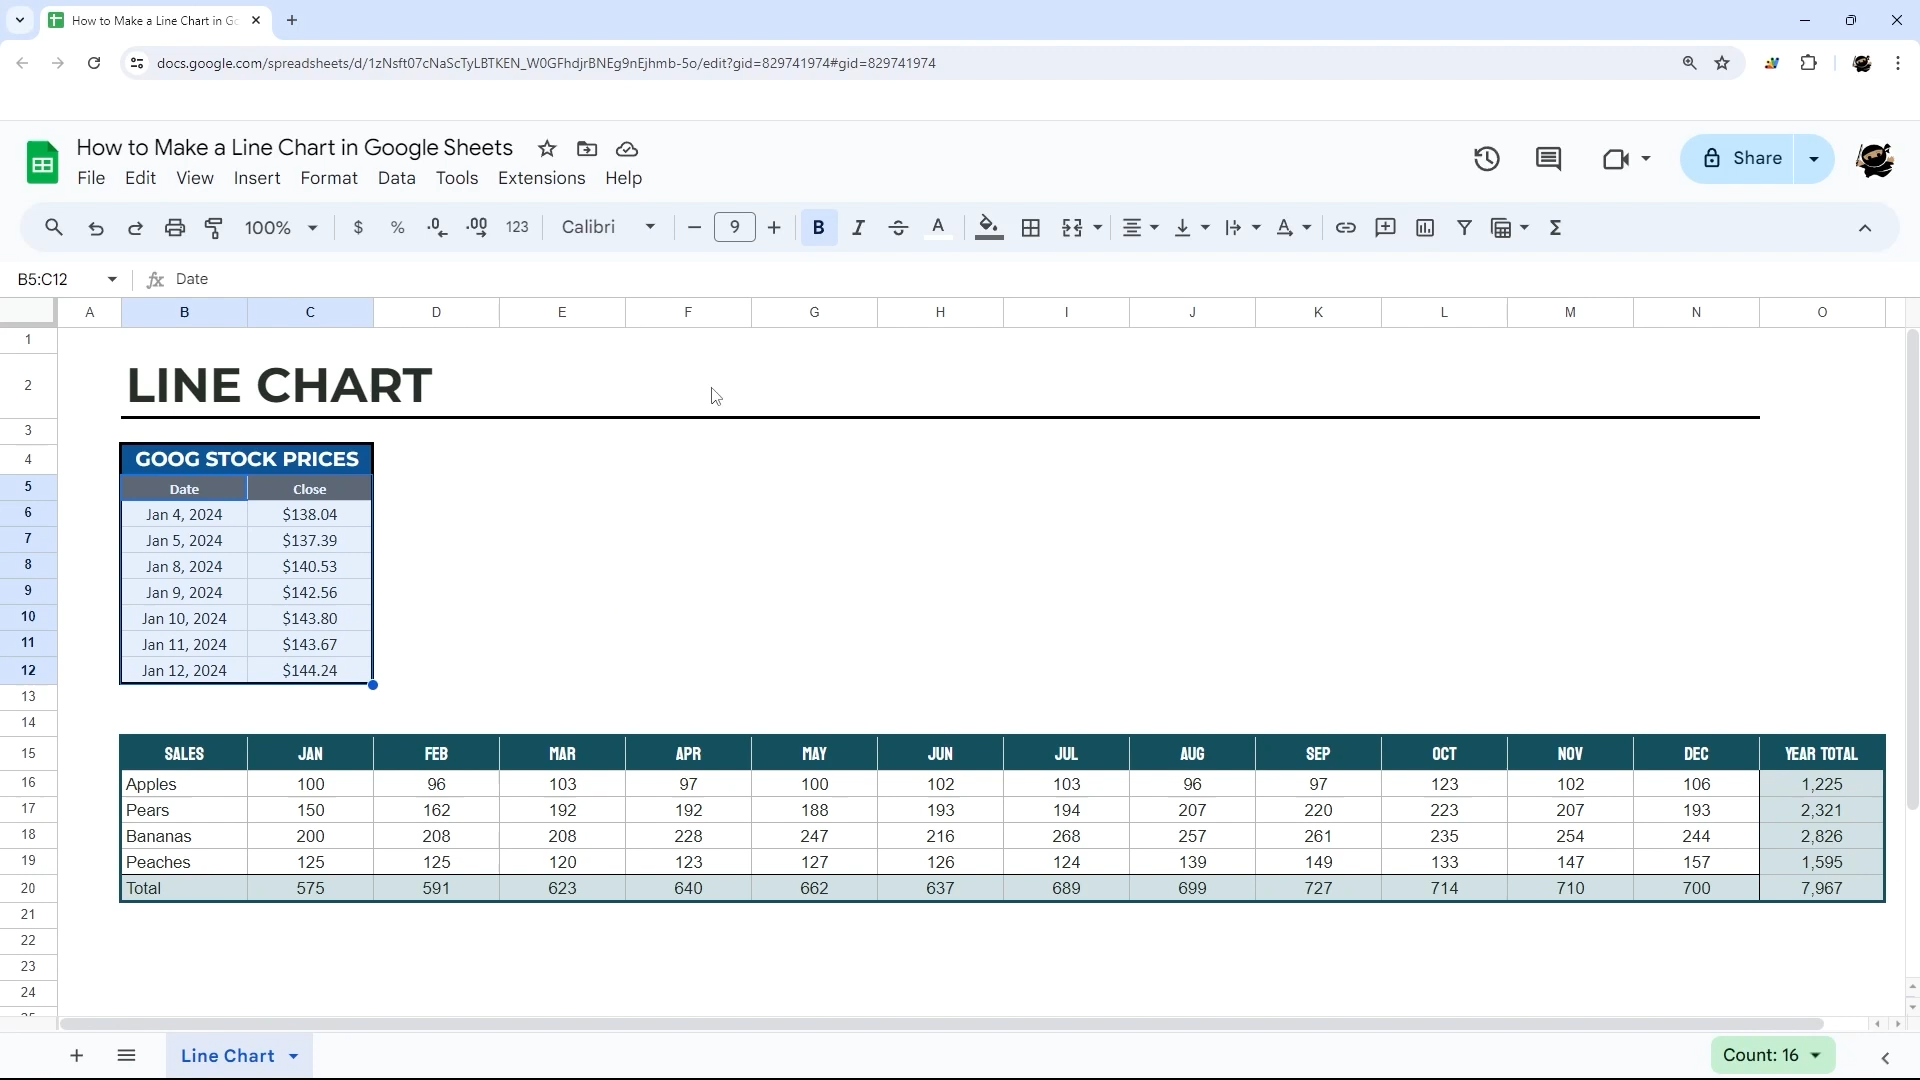 How to Make a Line Chart in Go
docs.google.com/spreadsheets/d/1zNsft07cNaScTyLBTKEN_W0GFhdjrBNEg9nEjhmb-5o/edit?gid=829741974#gid=829741974
How to Make a Line Chart in Google Sheets
File Edit View Insert Format Data Tools Extensions Help
Share
100% $ % .0 .00 123 Calibri 9 B I A
B5:C12 fx Date
A B C D E F G H I J K L M N O
1
2 LINE CHART
3
4 GOOG STOCK PRICES
5 Date Close
6 Jan 4, 2024 $138.04
7 Jan 5, 2024 $137.39
8 Jan 8, 2024 $140.53
9 Jan 9, 2024 $142.56
10 Jan 10, 2024 $143.80
11 Jan 11, 2024 $143.67
12 Jan 12, 2024 $144.24
13
14
15 SALES JAN FEB MAR APR MAY JUN JUL AUG SEP OCT NOV DEC YEAR TOTAL
16 Apples 100 96 103 97 100 102 103 96 97 123 102 106 1,225
17 Pears 150 162 192 192 188 193 194 207 220 223 207 193 2,321
18 Bananas 200 208 208 228 247 216 268 257 261 235 254 244 2,826
19 Peaches 125 125 120 123 127 126 124 139 149 133 147 157 1,595
20 Total 575 591 623 640 662 637 689 699 727 714 710 700 7,967
21
22
23
24
Line Chart
Count: 16